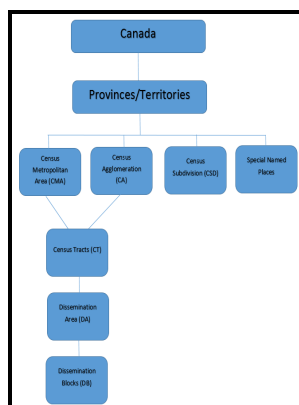 Canada
Provinces/Territories
Census
Metropolitan
Area (CMA)
Census
Agglomeration
(CA)
Census
Subdivision (CSD)
Special Named
Places
Census Tracts (CT)
Dissemination
Area (DA)
Dissemination
Blocks (DB)